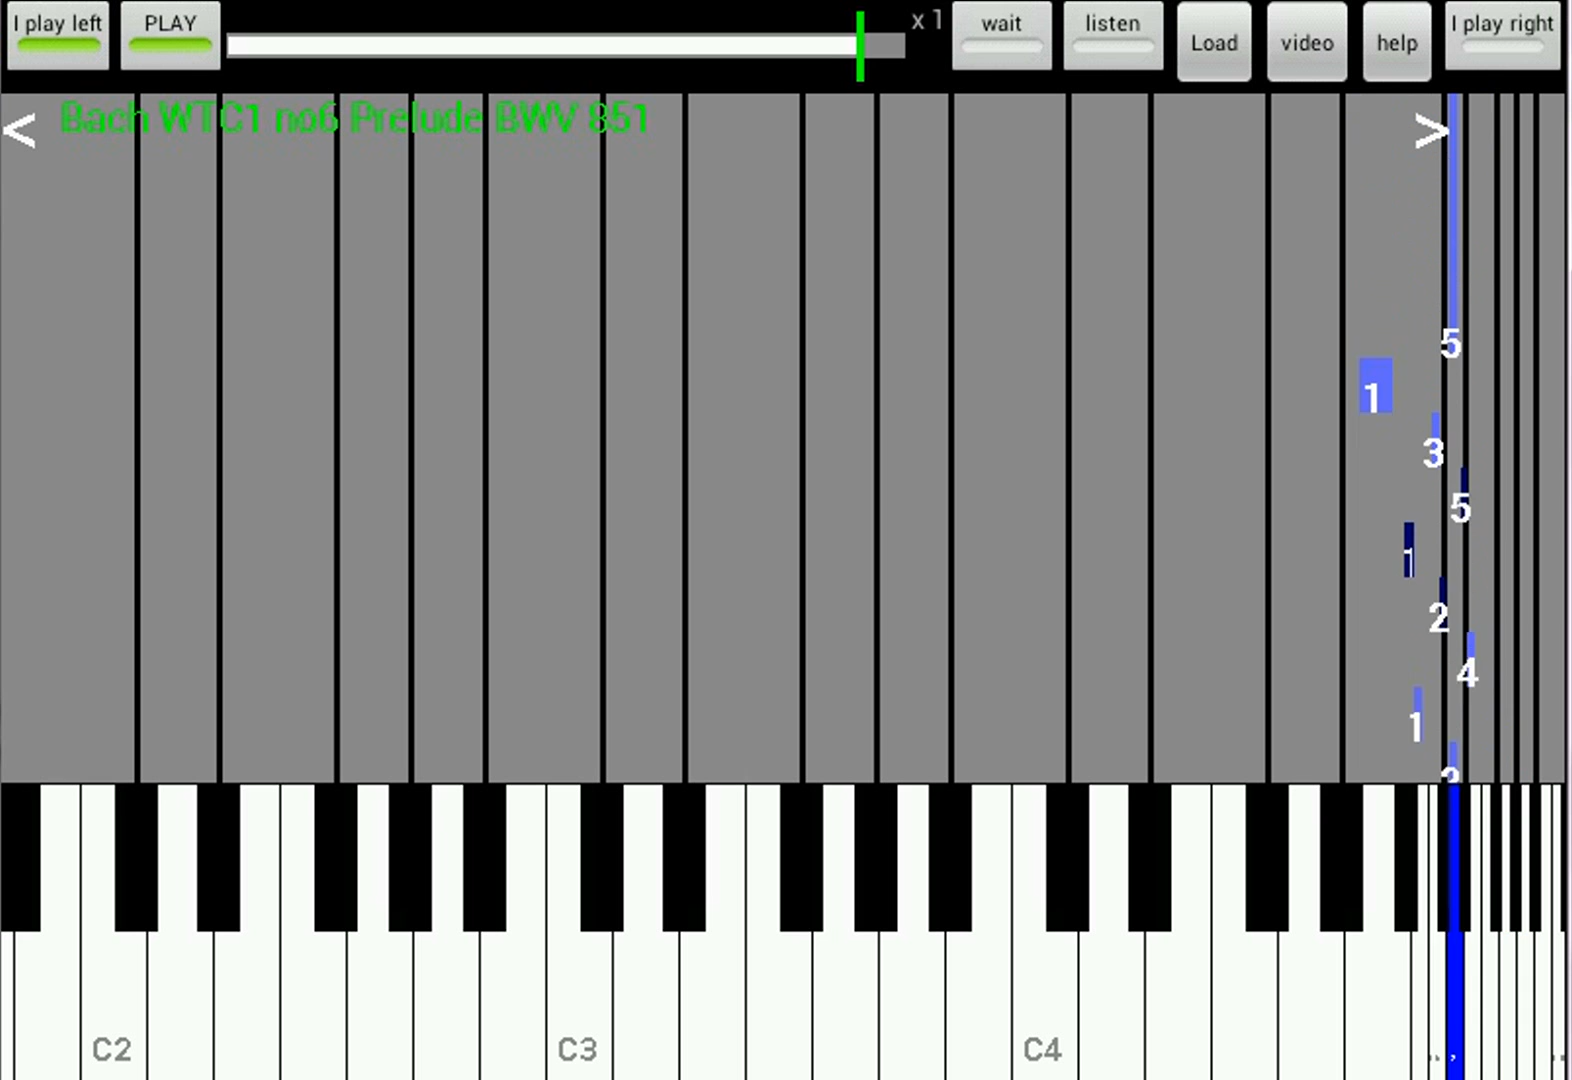 I play left
PLAY
x 1
wait
listen
Load
video
help
I play right
< Bach WTC1 no6 Prelude BWV 851 >
5
1
3
5
1
2
4
1
C2
C3
C4